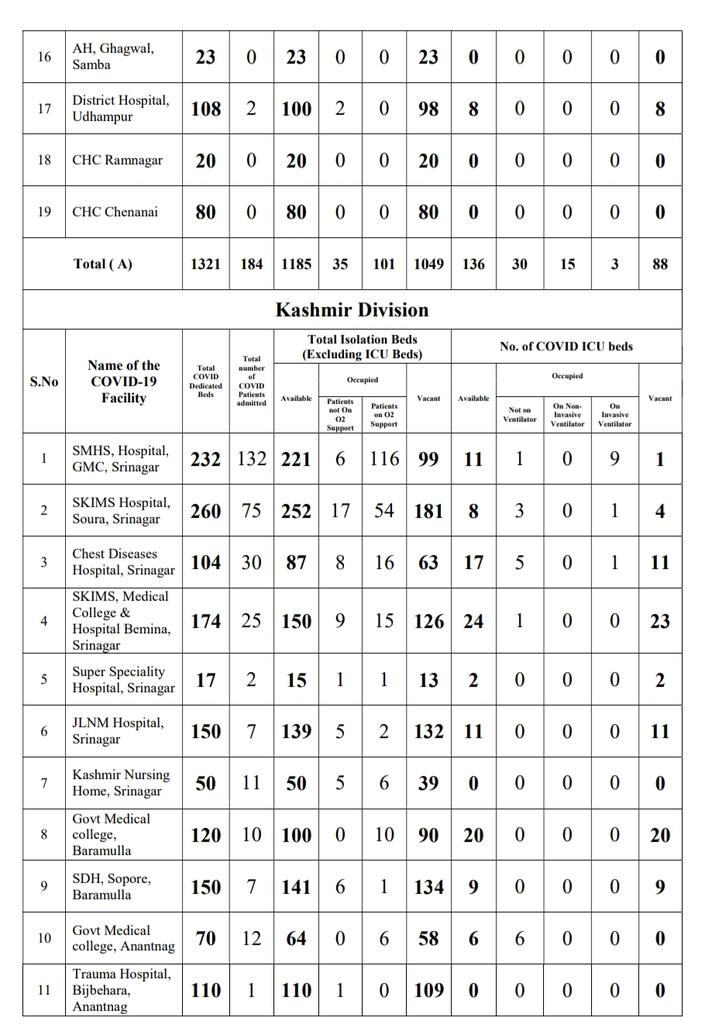 16 AH, Ghagwal, Samba 23 0 23 0 0 23 0 0 0 0 0
17 District Hospital, Udhampur 108 2 100 2 0 98 8 0 0 0 8
18 CHC Ramnagar 20 0 20 0 0 20 0 0 0 0 0
19 CHC Chenanai 80 0 80 0 0 80 0 0 0 0 0
Total ( A) 1321 184 1185 35 101 1049 136 30 15 3 88
Kashmir Division
S.No
Name of the
COVID-19
Facility
Total
COVID
Dedicated
Beds
Total
number
of
COVID
Patients
admitted
Total Isolation Beds
(Excluding ICU Beds)
No. of COVID ICU beds
Available
Occupied
Patients
not On
O2
Support
Patients
on O2
Support
Vacant
Available
Occupied
Not on
Ventilator
On Non-
Invasive
Ventilator
On
Invasive
Ventilator
Vacant
1 SMHS, Hospital, GMC, Srinagar 232 132 221 6 116 99 11 1 0 9 1
2 SKIMS Hospital, Soura, Srinagar 260 75 252 17 54 181 8 3 0 1 4
3 Chest Diseases Hospital, Srinagar 104 30 87 8 16 63 17 5 0 1 11
4 SKIMS, Medical College & Hospital Bemina, Srinagar 174 25 150 9 15 126 24 1 0 0 23
5 Super Speciality Hospital, Srinagar 17 2 15 1 1 13 2 0 0 0 2
6 JLNM Hospital, Srinagar 150 7 139 5 2 132 11 0 0 0 11
7 Kashmir Nursing Home, Srinagar 50 11 50 5 6 39 0 0 0 0 0
8 Govt Medical college, Baramulla 120 10 100 0 10 90 20 0 0 0 20
9 SDH, Sopore, Baramulla 150 7 141 6 1 134 9 0 0 0 9
10 Govt Medical college, Anantnag 70 12 64 0 6 58 6 6 0 0 0
11 Trauma Hospital, Bijbehara, Anantnag 110 1 110 1 0 109 0 0 0 0 0